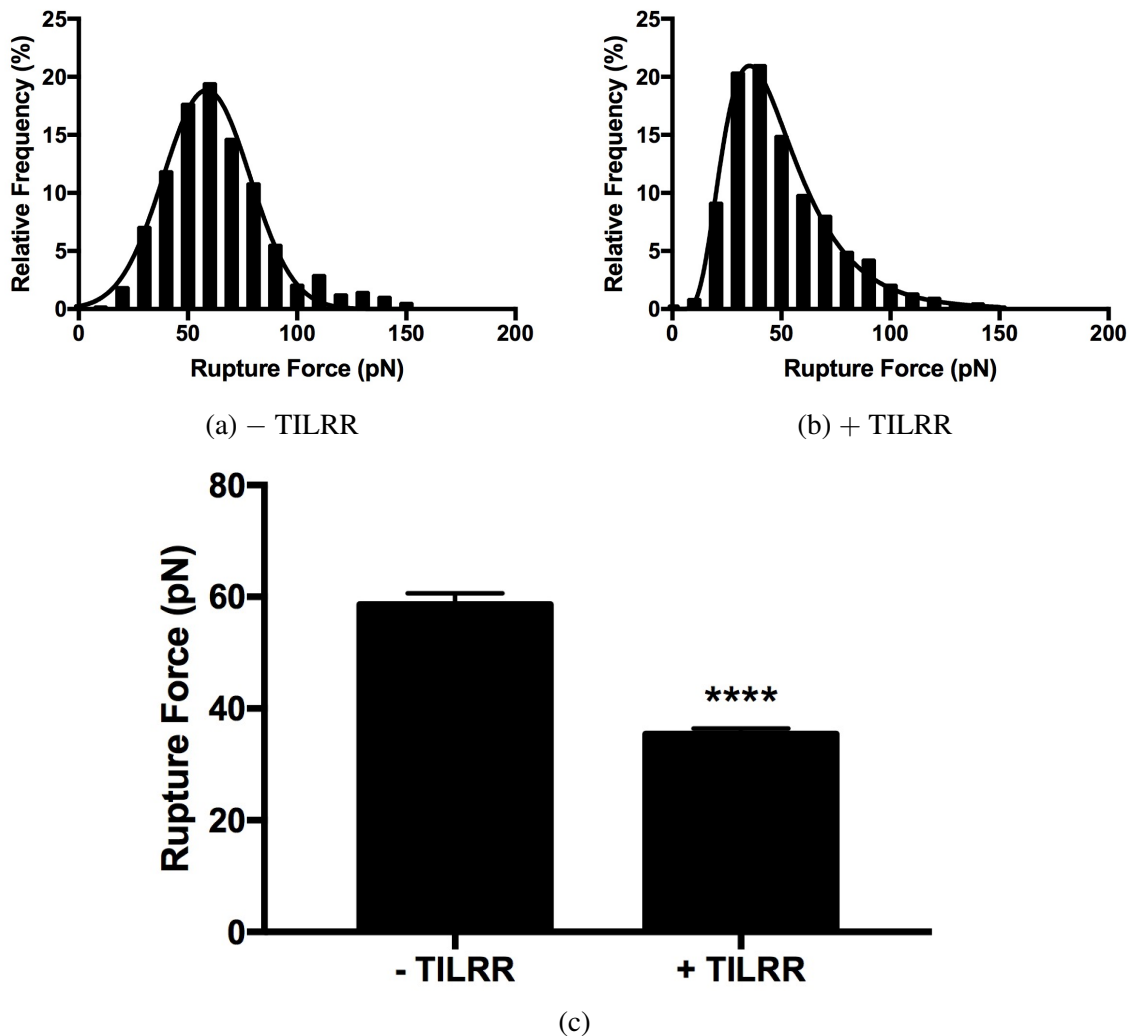 25
20
15
10
5
0
Relative Frequency (%)
0 50 100 150 200
Rupture Force (pN)
(a) − TILRR
25
20
15
10
5
0
Relative Frequency (%)
0 50 100 150 200
Rupture Force (pN)
(b) + TILRR
80
60
40
20
0
Rupture Force (pN)
****
- TILRR + TILRR
(c)